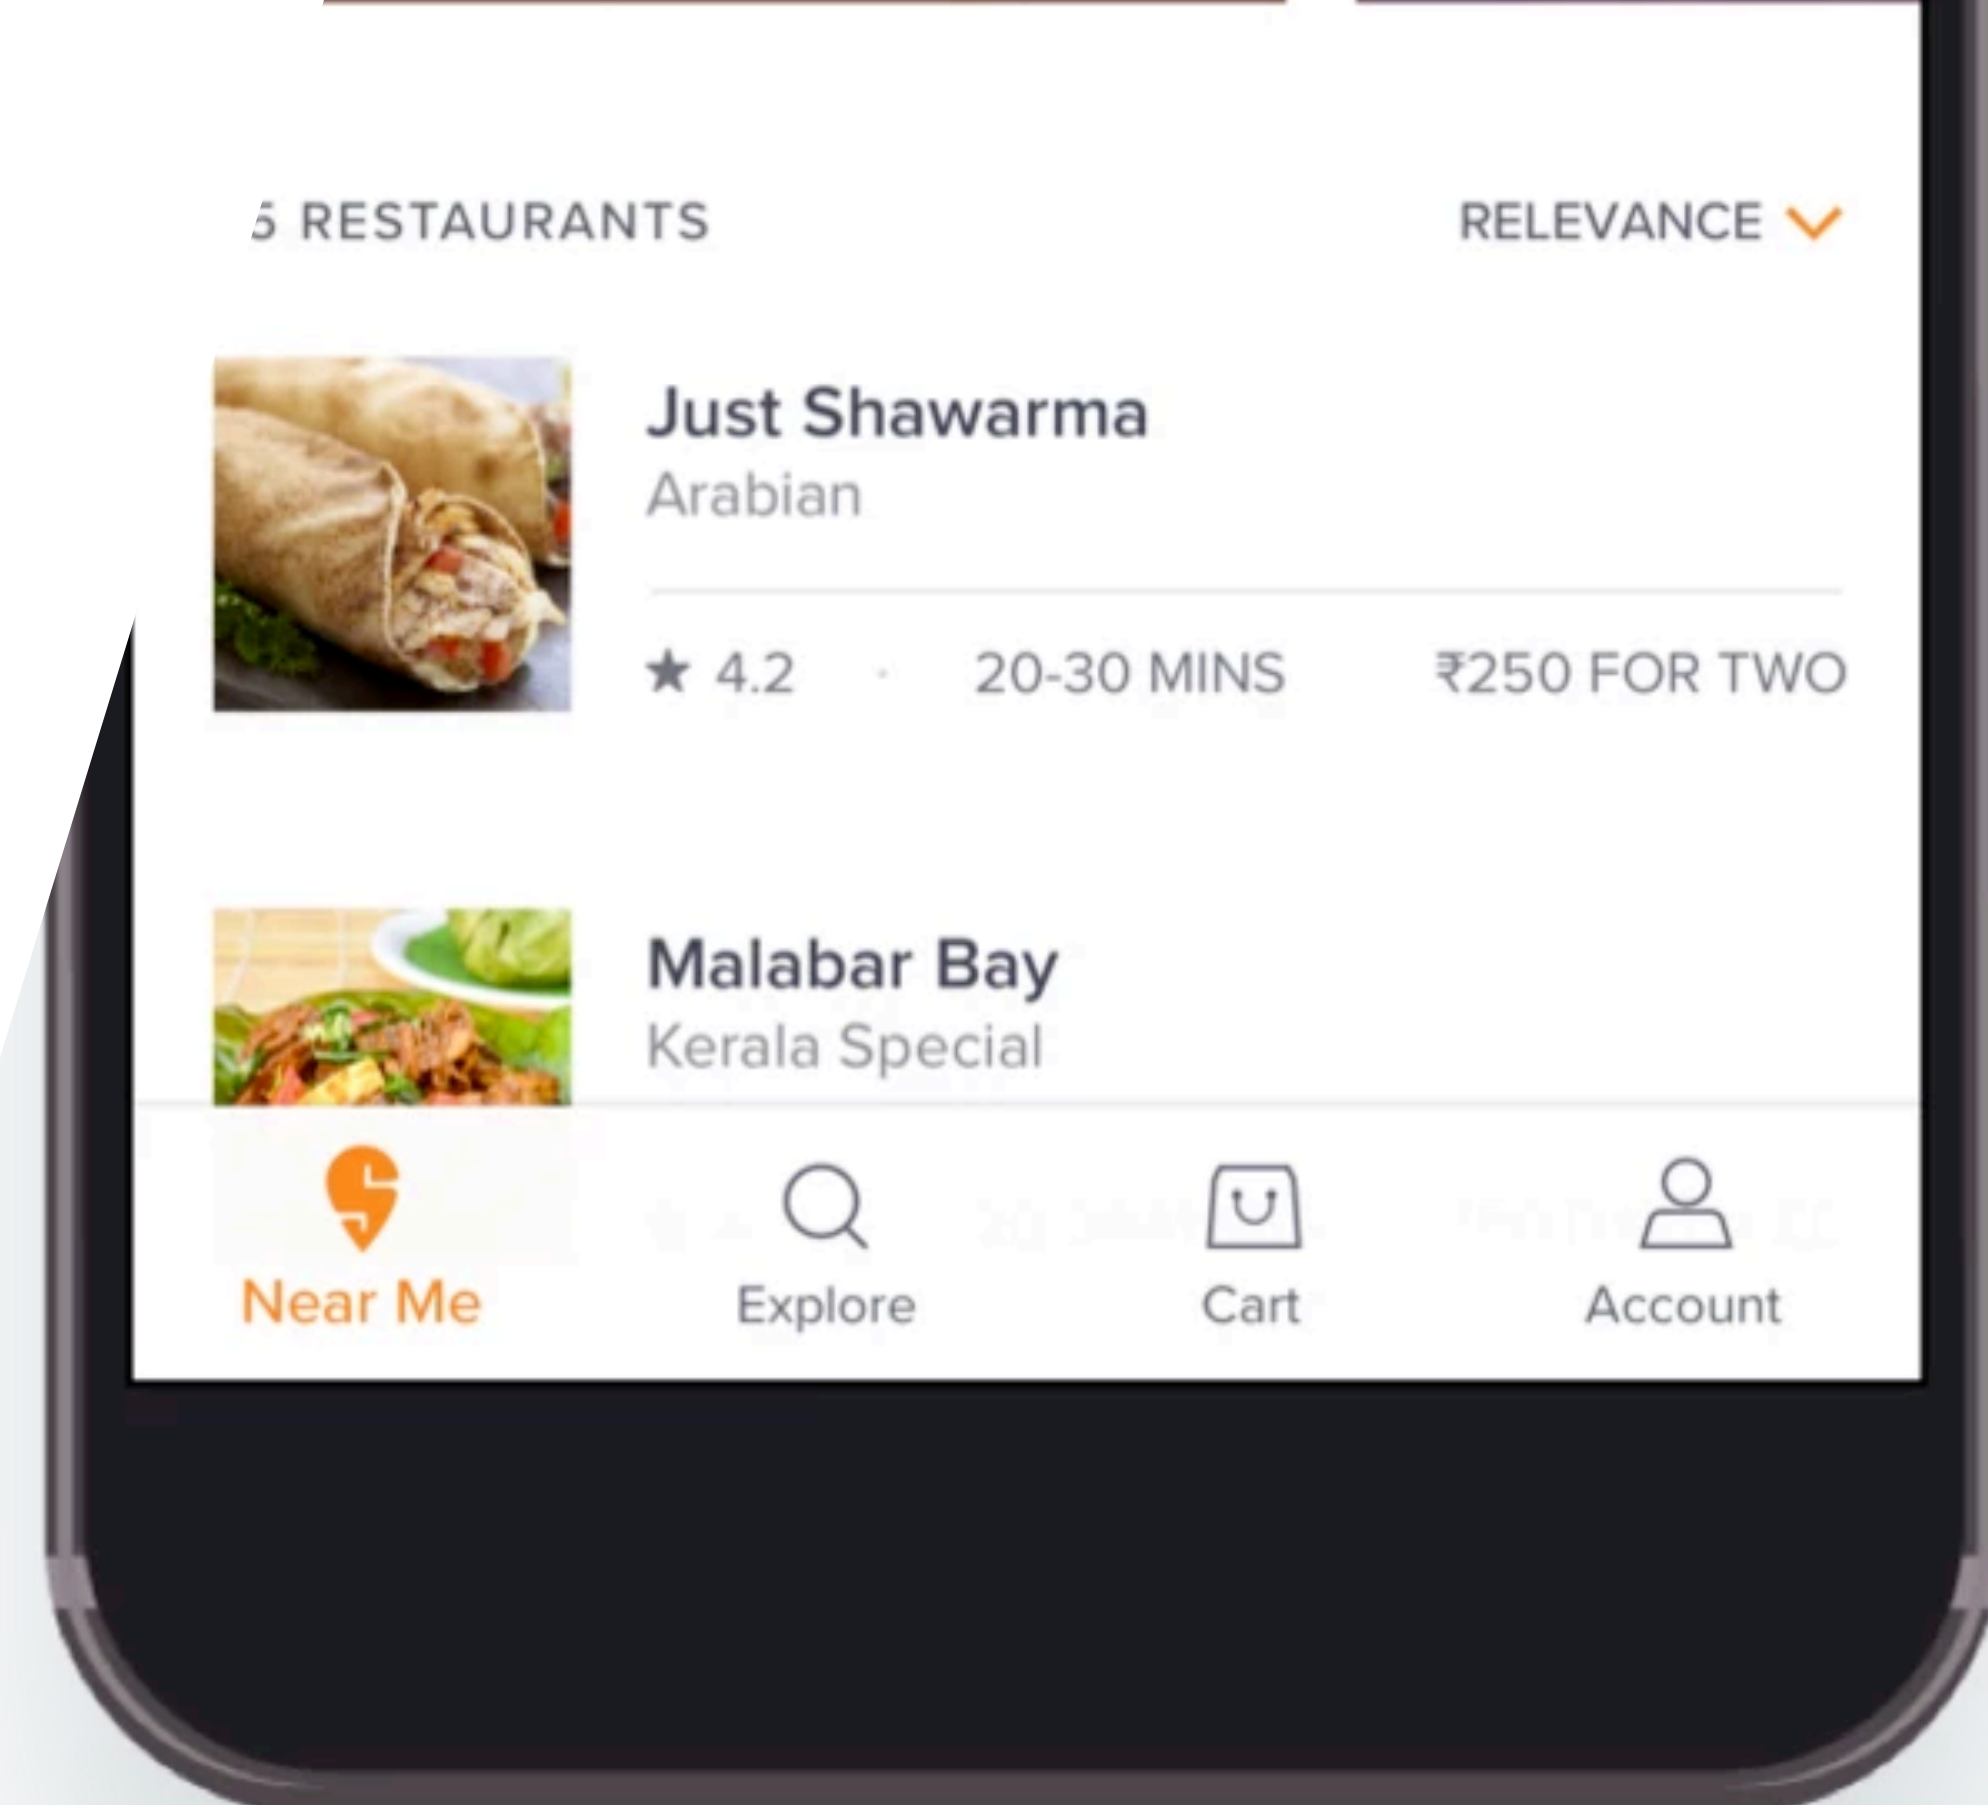 RESTAURANTS
RELEVANCE
Just Shawarma
Arabian
★ 4.2 · 20-30 MINS ₹250 FOR TWO
Malabar Bay
Kerala Special
Near Me
Explore
Cart
Account